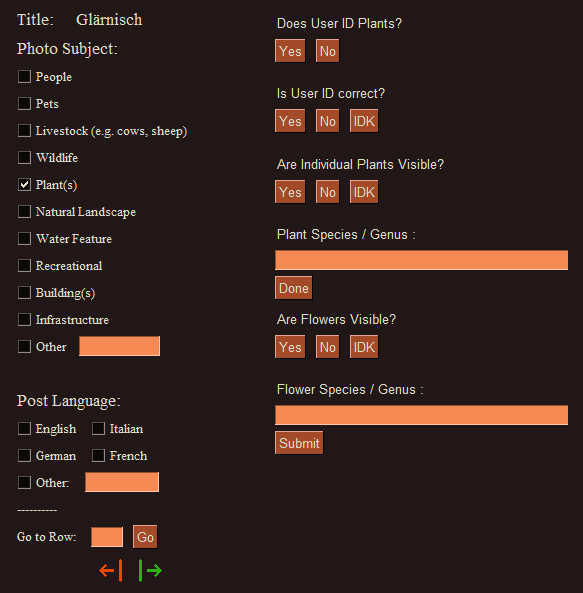 Title: Glärnisch
Photo Subject:
People
Pets
Livestock (e.g. cows, sheep)
Wildlife
Plant(s)
Natural Landscape
Water Feature
Recreational
Building(s)
Infrastructure
Other
Post Language:
English Italian
German French
Other:
----------
Go to Row: Go
Does User ID Plants?
Yes No
Is User ID correct?
Yes No IDK
Are Individual Plants Visible?
Yes No IDK
Plant Species / Genus :
Done
Are Flowers Visible?
Yes No IDK
Flower Species / Genus :
Submit